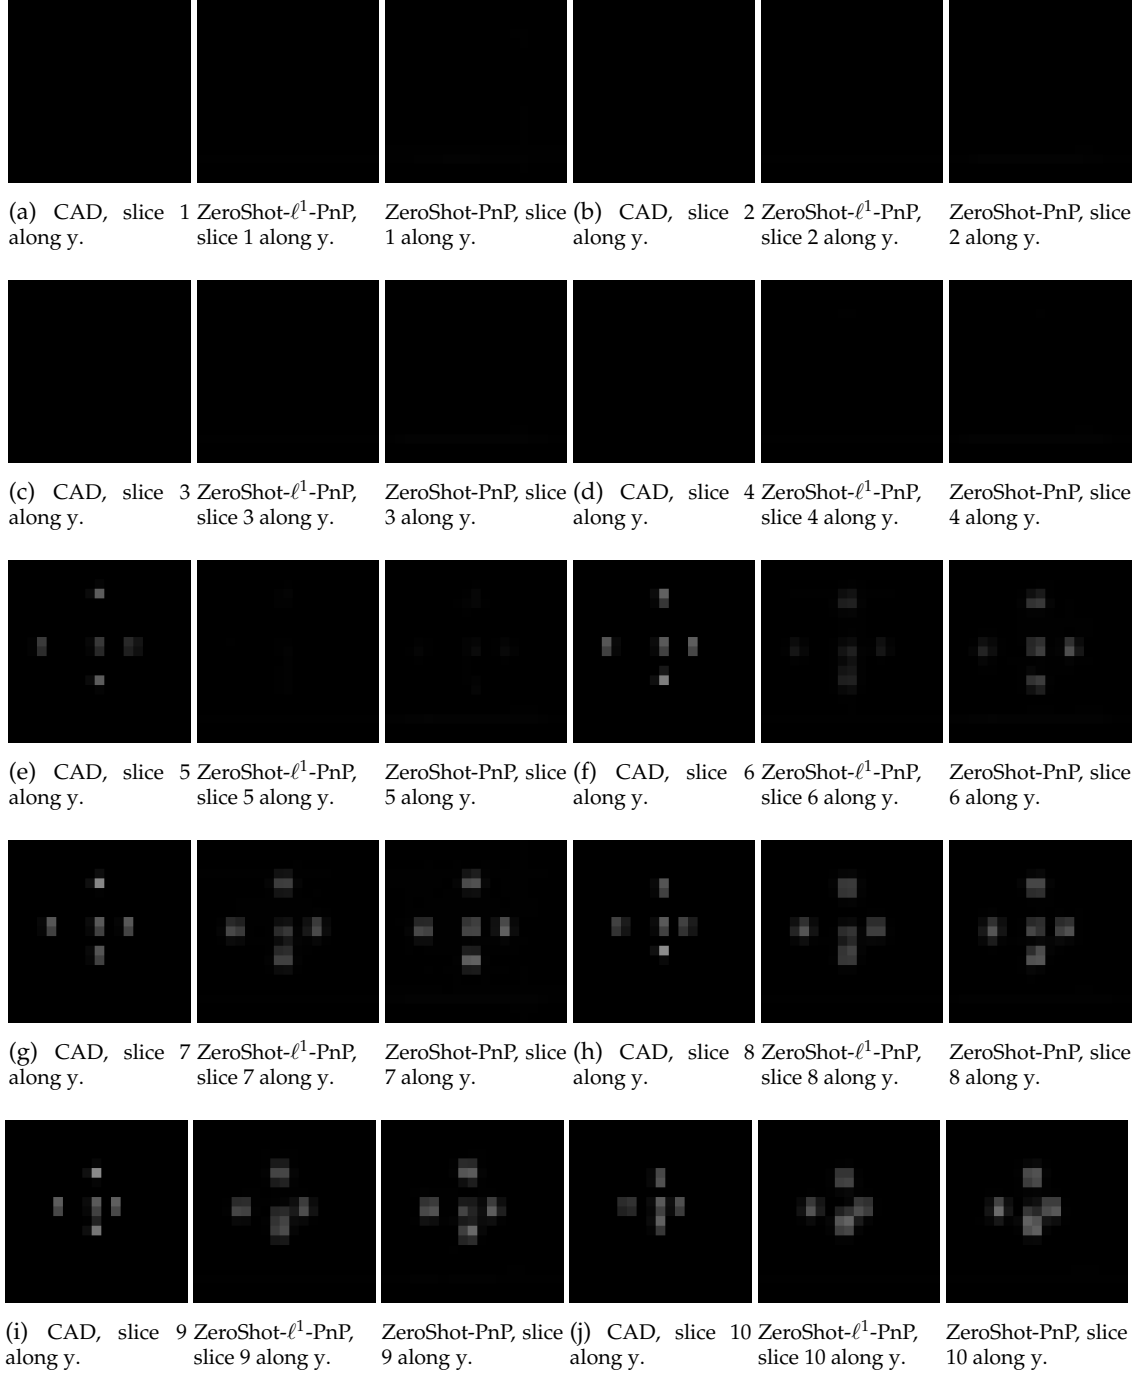 (a) CAD, slice 1 along y.
ZeroShot-ℓ¹-PnP, slice 1 along y.
ZeroShot-PnP, slice 1 along y.
(b) CAD, slice 2 along y.
ZeroShot-ℓ¹-PnP, slice 2 along y.
ZeroShot-PnP, slice 2 along y.
(c) CAD, slice 3 along y.
ZeroShot-ℓ¹-PnP, slice 3 along y.
ZeroShot-PnP, slice 3 along y.
(d) CAD, slice 4 along y.
ZeroShot-ℓ¹-PnP, slice 4 along y.
ZeroShot-PnP, slice 4 along y.
(e) CAD, slice 5 along y.
ZeroShot-ℓ¹-PnP, slice 5 along y.
ZeroShot-PnP, slice 5 along y.
(f) CAD, slice 6 along y.
ZeroShot-ℓ¹-PnP, slice 6 along y.
ZeroShot-PnP, slice 6 along y.
(g) CAD, slice 7 along y.
ZeroShot-ℓ¹-PnP, slice 7 along y.
ZeroShot-PnP, slice 7 along y.
(h) CAD, slice 8 along y.
ZeroShot-ℓ¹-PnP, slice 8 along y.
ZeroShot-PnP, slice 8 along y.
(i) CAD, slice 9 along y.
ZeroShot-ℓ¹-PnP, slice 9 along y.
ZeroShot-PnP, slice 9 along y.
(j) CAD, slice 10 along y.
ZeroShot-ℓ¹-PnP, slice 10 along y.
ZeroShot-PnP, slice 10 along y.